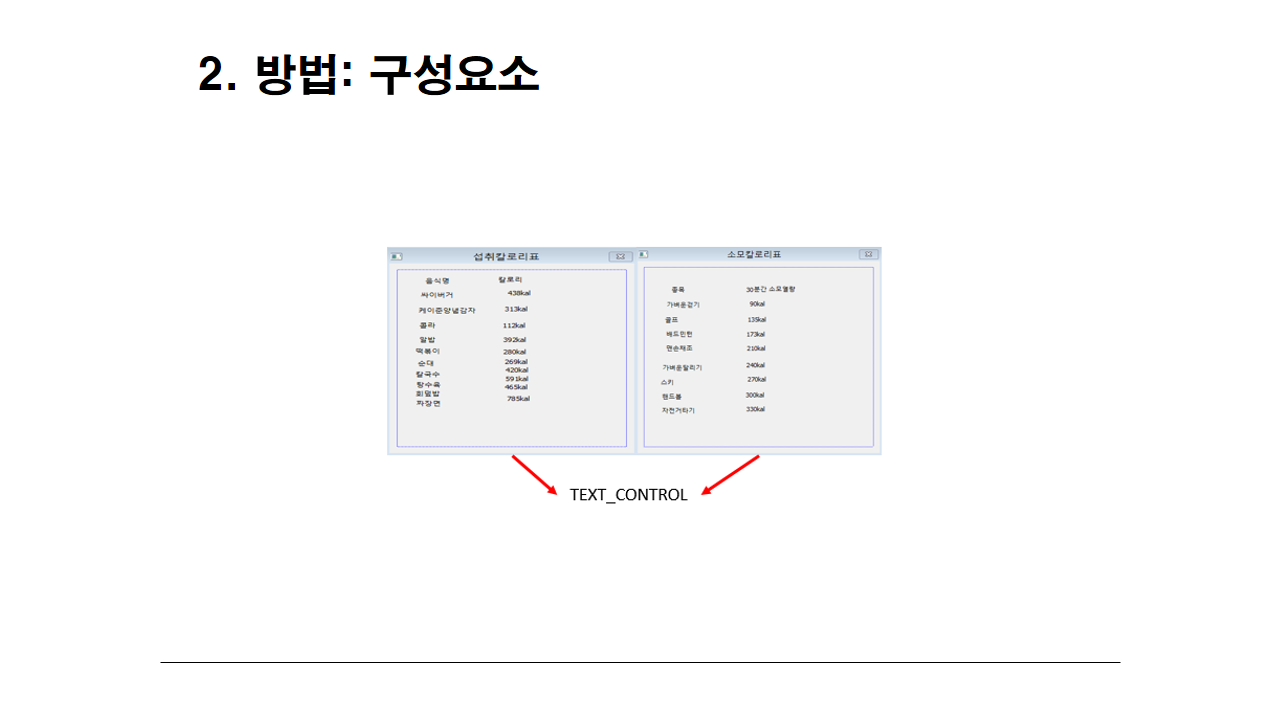 2. 방법: 구성요소
섭취칼로리표
음식명 칼로리
싸이버거 438kal
케이준양념감자 313kal
콜라 112kal
알밥 392kal
떡볶이 280kal
순대 269kal
칼국수 420kal
탕수육 591kal
회덮밥 465kal
짜장면 785kal
소모칼로리표
종목 30분간 소모열량
가벼운걷기 90kal
골프 135kal
배드민턴 173kal
맨손체조 210kal
가벼운달리기 240kal
스키 270kal
핸드볼 300kal
자전거타기 330kal
TEXT_CONTROL